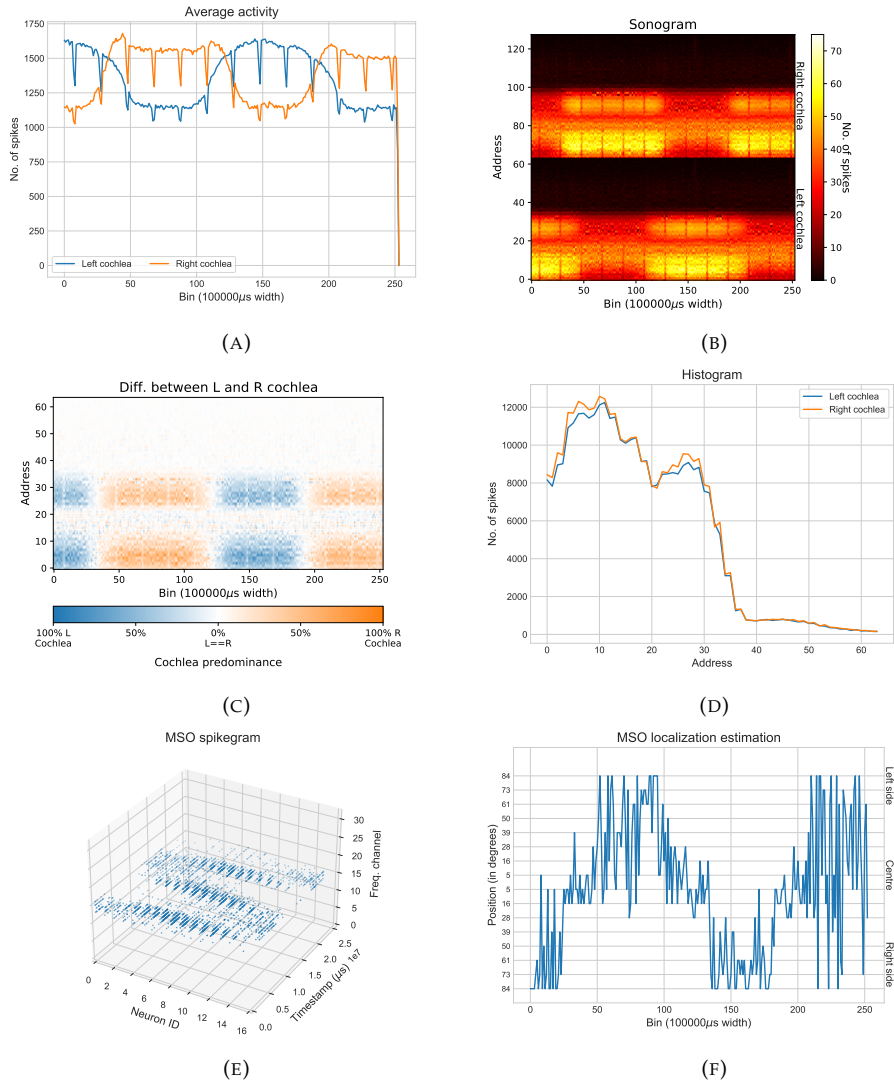 Average activity
1750
1500
1250
1000
750
500
250
0
No. of spikes
Left cochlea
Right cochlea
0 50 100 150 200 250
Bin (100000µs width)
(A)
Sonogram
120
100
80
60
40
20
0
Address
Right cochlea
Left cochlea
0 50 100 150 200 250
Bin (100000µs width)
70
60
50
40
30
20
10
0
No. of spikes
(B)
Diff. between L and R cochlea
60
50
40
30
20
10
0
Address
0 50 100 150 200 250
Bin (100000µs width)
100% L
Cochlea
50%
0%
L==R
50%
100% R
Cochlea
Cochlea predominance
(C)
Histogram
Left cochlea
Right cochlea
12000
10000
8000
6000
4000
2000
0
No. of spikes
0 10 20 30 40 50 60
Address
(D)
MSO spikegram
30
25
20
15
10
5
0
Freq. channel
0 2 4 6 8 10 12 14 16
Neuron ID
0.0 0.5 1.0 1.5 2.0 2.5
1e7
Timestamp (µs)
(E)
MSO localization estimation
84
73
61
50
39
28
16
5
5
16
28
39
50
61
73
84
Position (in degrees)
Left side
Centre
Right side
0 50 100 150 200 250
Bin (100000µs width)
(F)